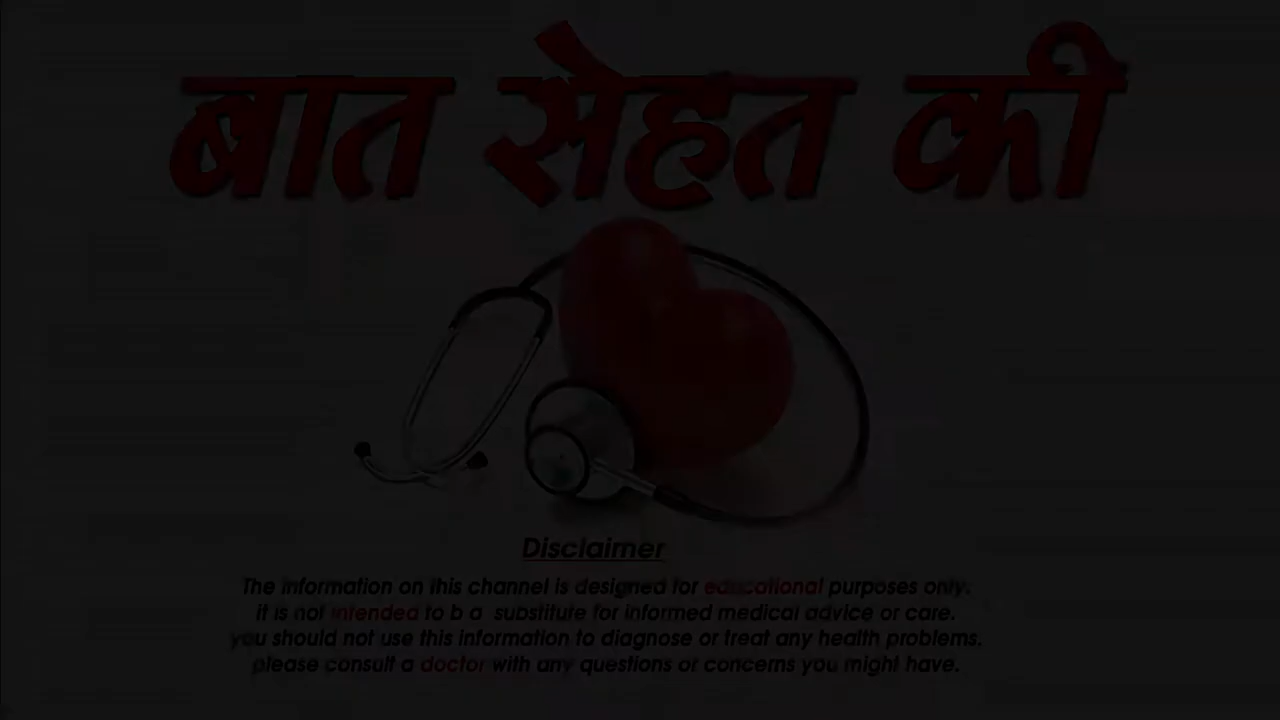 बात सेहत की
Disclaimer
The information on this channel is designed for educational purposes only.
it is not intended to b a substitute for informed medical advice or care.
you should not use this information to diagnose or treat any health problems.
please consult a doctor with any questions or concerns you might have.